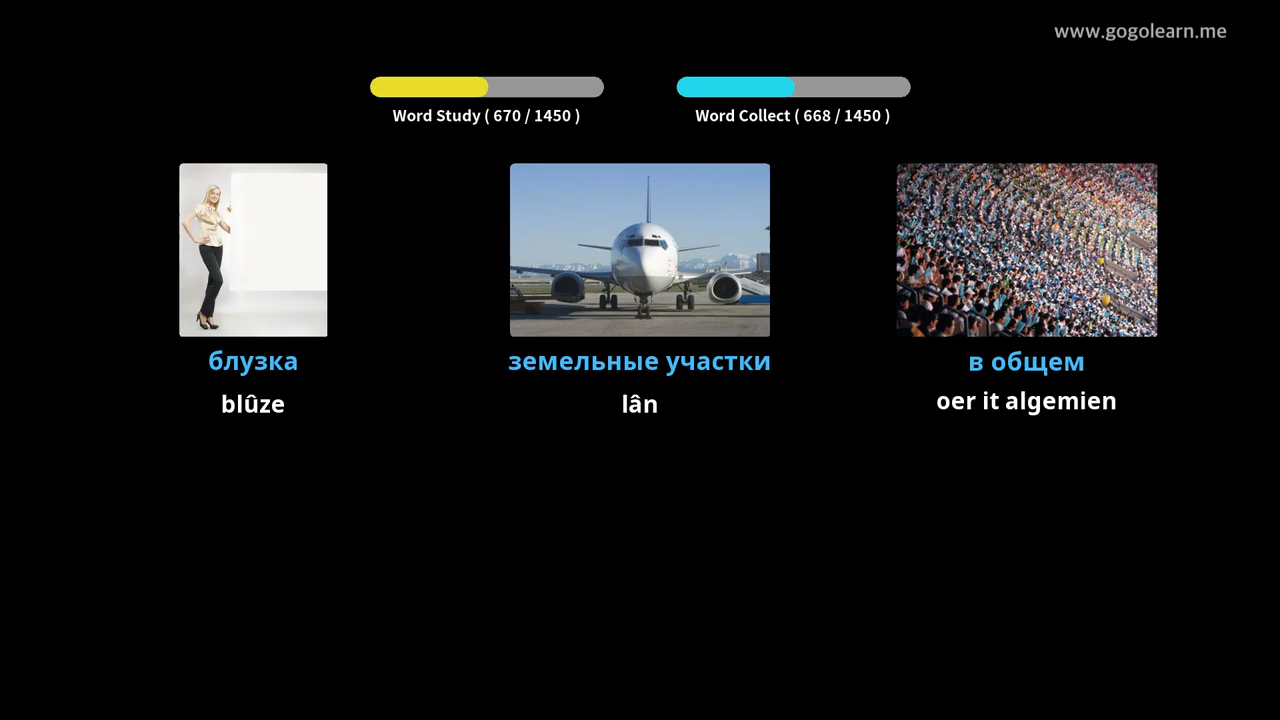 www.gogolearn.me
Word Study ( 670 / 1450 )
Word Collect ( 668 / 1450 )
блузка
земельные участки
в общем
blûze
lân
oer it algemien